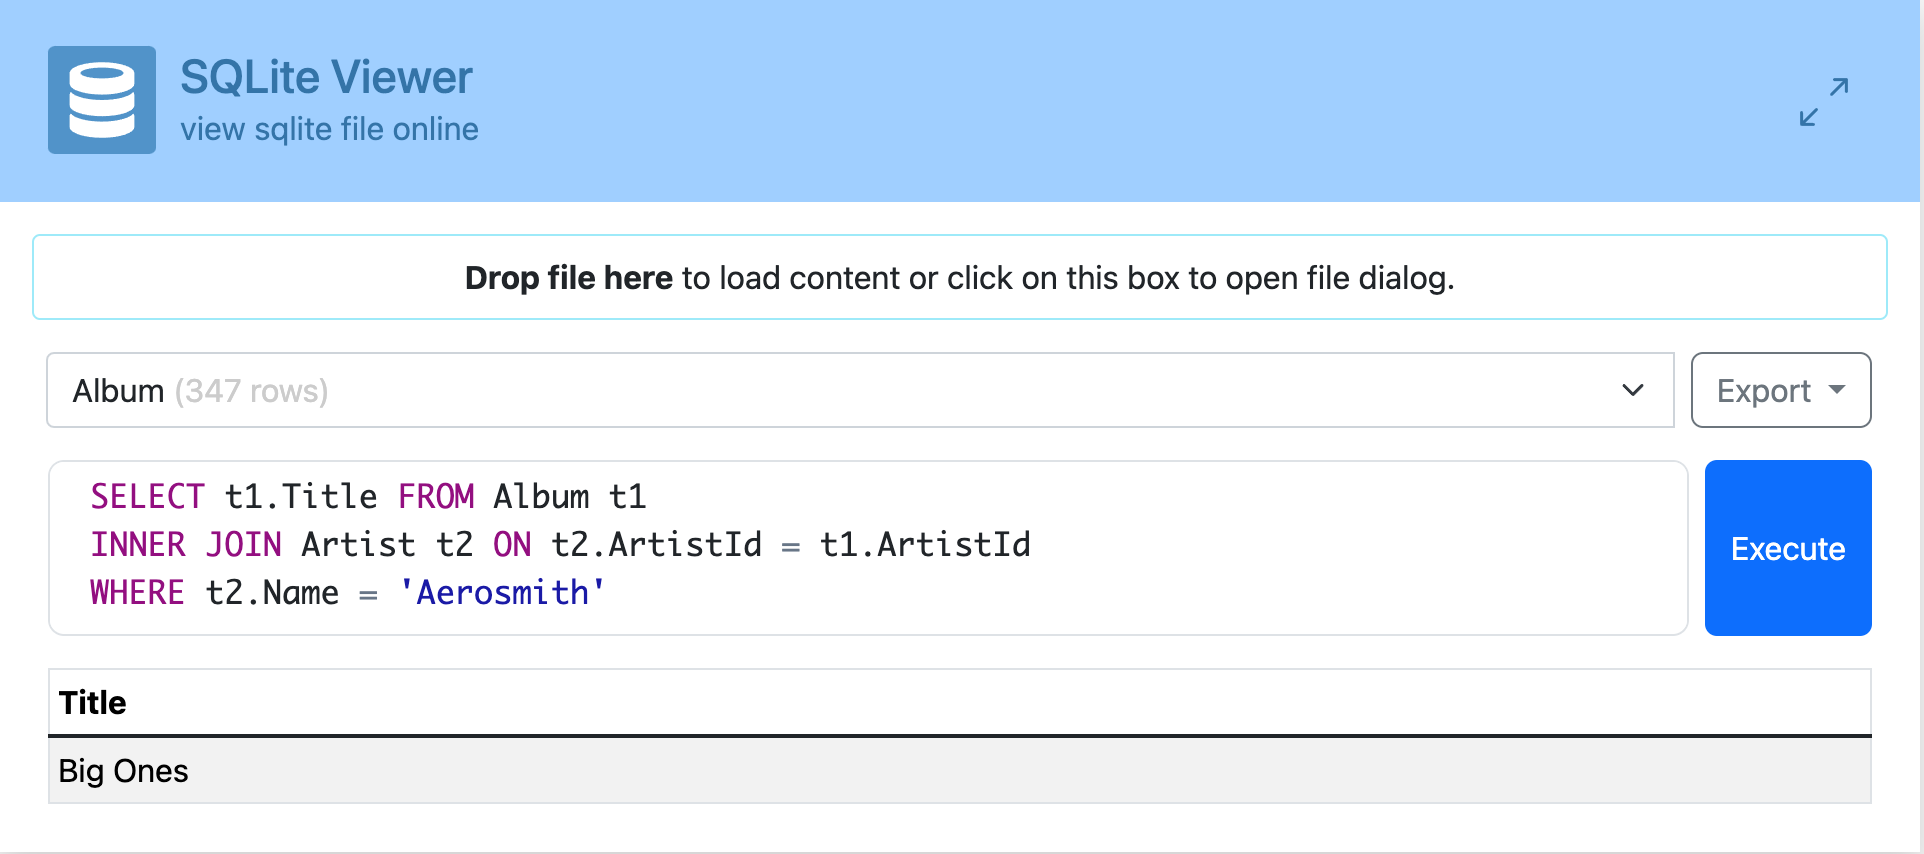 SQLite Viewer
view sqlite file online
Drop file here to load content or click on this box to open file dialog.
Album (347 rows)
Export
SELECT t1.Title FROM Album t1
INNER JOIN Artist t2 ON t2.ArtistId = t1.ArtistId
WHERE t2.Name = 'Aerosmith'
Execute
Title
Big Ones